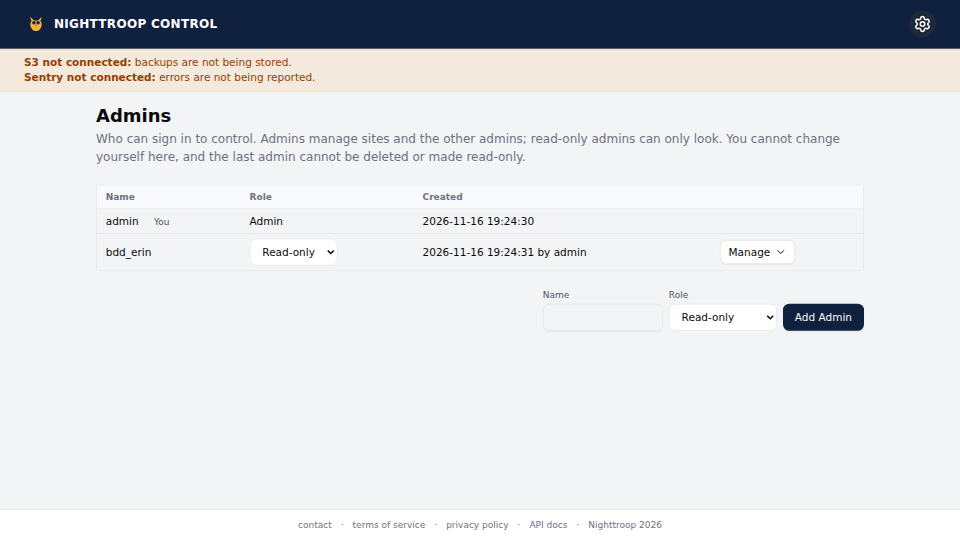 NIGHTTROOP CONTROL
S3 not connected: backups are not being stored.
Sentry not connected: errors are not being reported.
Admins
Who can sign in to control. Admins manage sites and the other admins; read-only admins can only look. You cannot change
yourself here, and the last admin cannot be deleted or made read-only.
Name Role Created
admin You Admin 2026-11-16 19:24:30
bdd_erin Read-only 2026-11-16 19:24:31 by admin Manage
Name Role
Read-only Add Admin
contact · terms of service · privacy policy · API docs · Nighttroop 2026